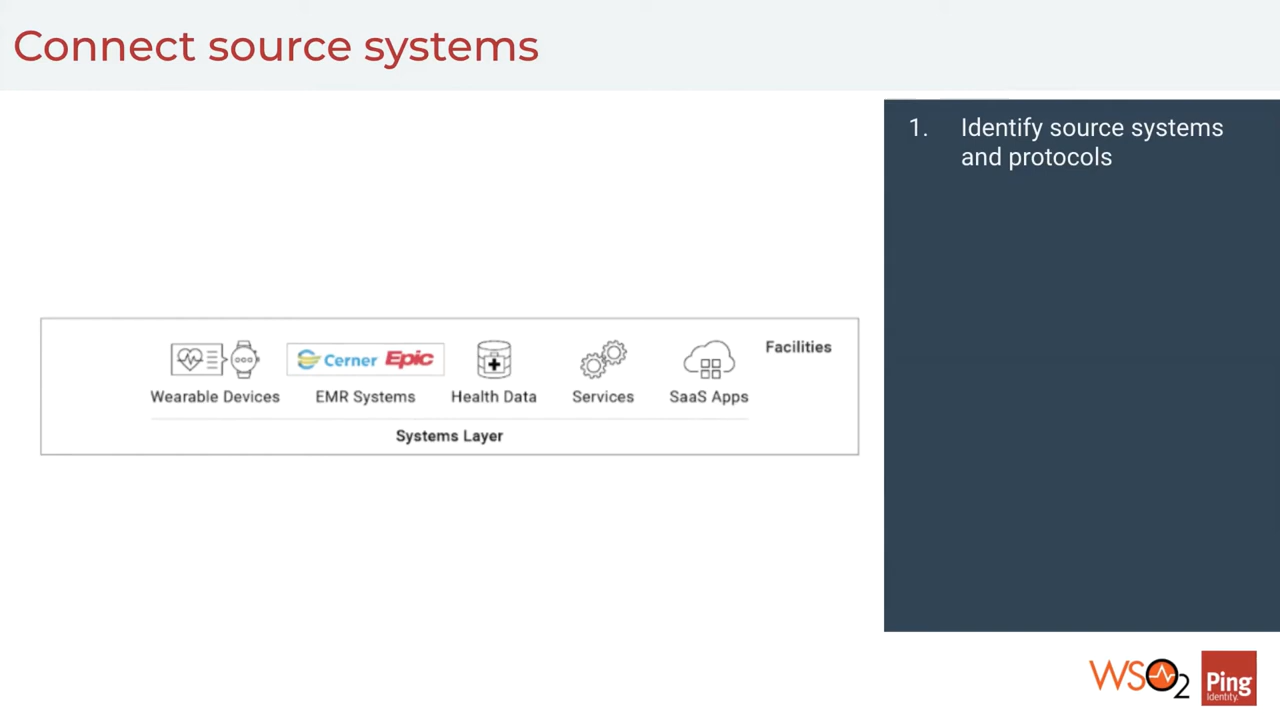 Connect source systems
1. Identify source systems
and protocols
Facilities
Cerner Epic
Wearable Devices EMR Systems Health Data Services SaaS Apps
Systems Layer
WSO2 Ping
Identity.